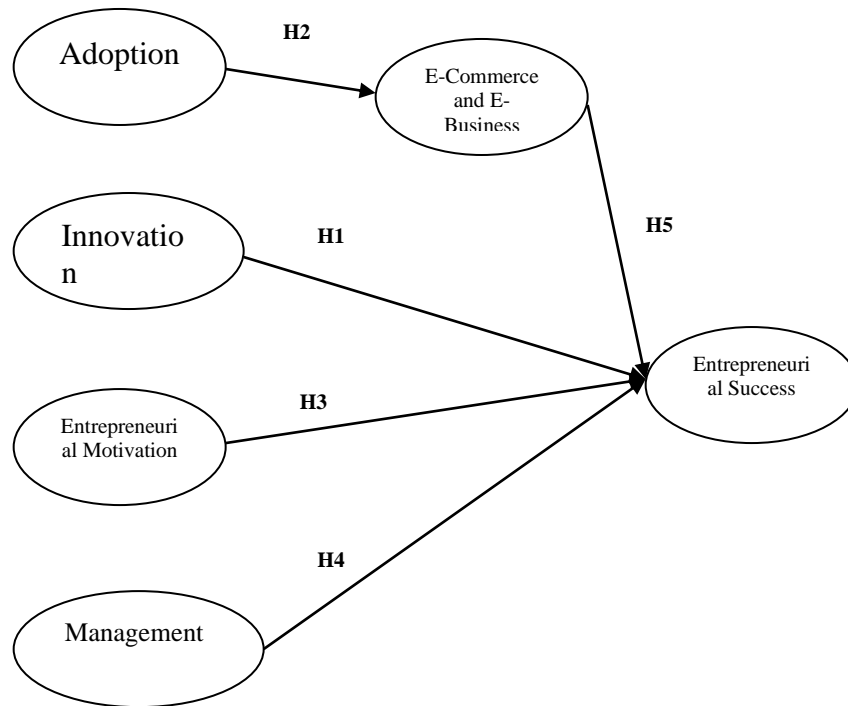 H2
Adoption
E-Commerce
and E-
Business
Innovatio
n
H1
H5
Entrepreneuri
al Success
Entrepreneuri
al Motivation
H3
H4
Management